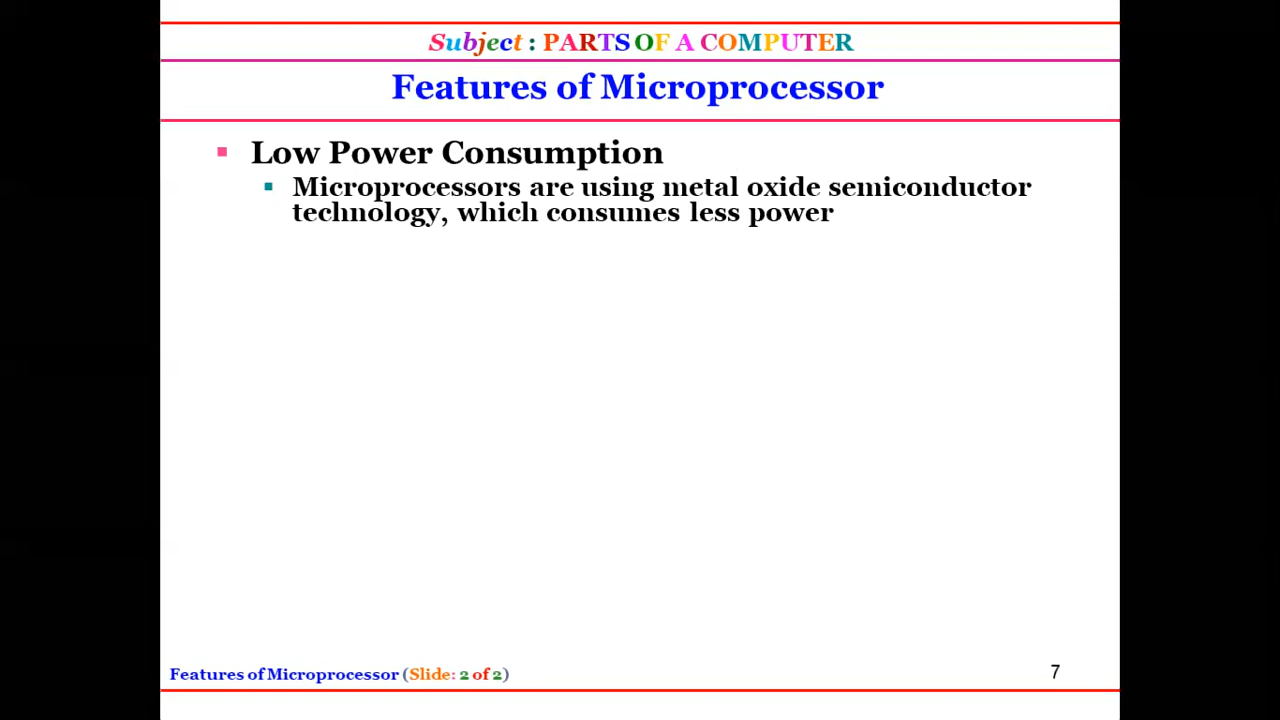 Subject : PARTS OF A COMPUTER
Features of Microprocessor
Low Power Consumption
Microprocessors are using metal oxide semiconductor
technology, which consumes less power
Features of Microprocessor (Slide: 2 of 2)
7